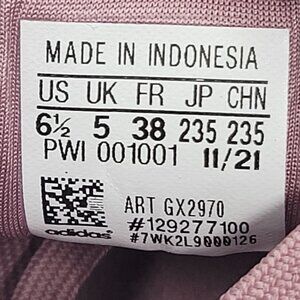 MADE IN INDONESIA
US UK FR JP CHN
6½ 5 38 235 235
PWI 001001 11/21
ART GX2970
#129277100
adidas #7WK2L9000126